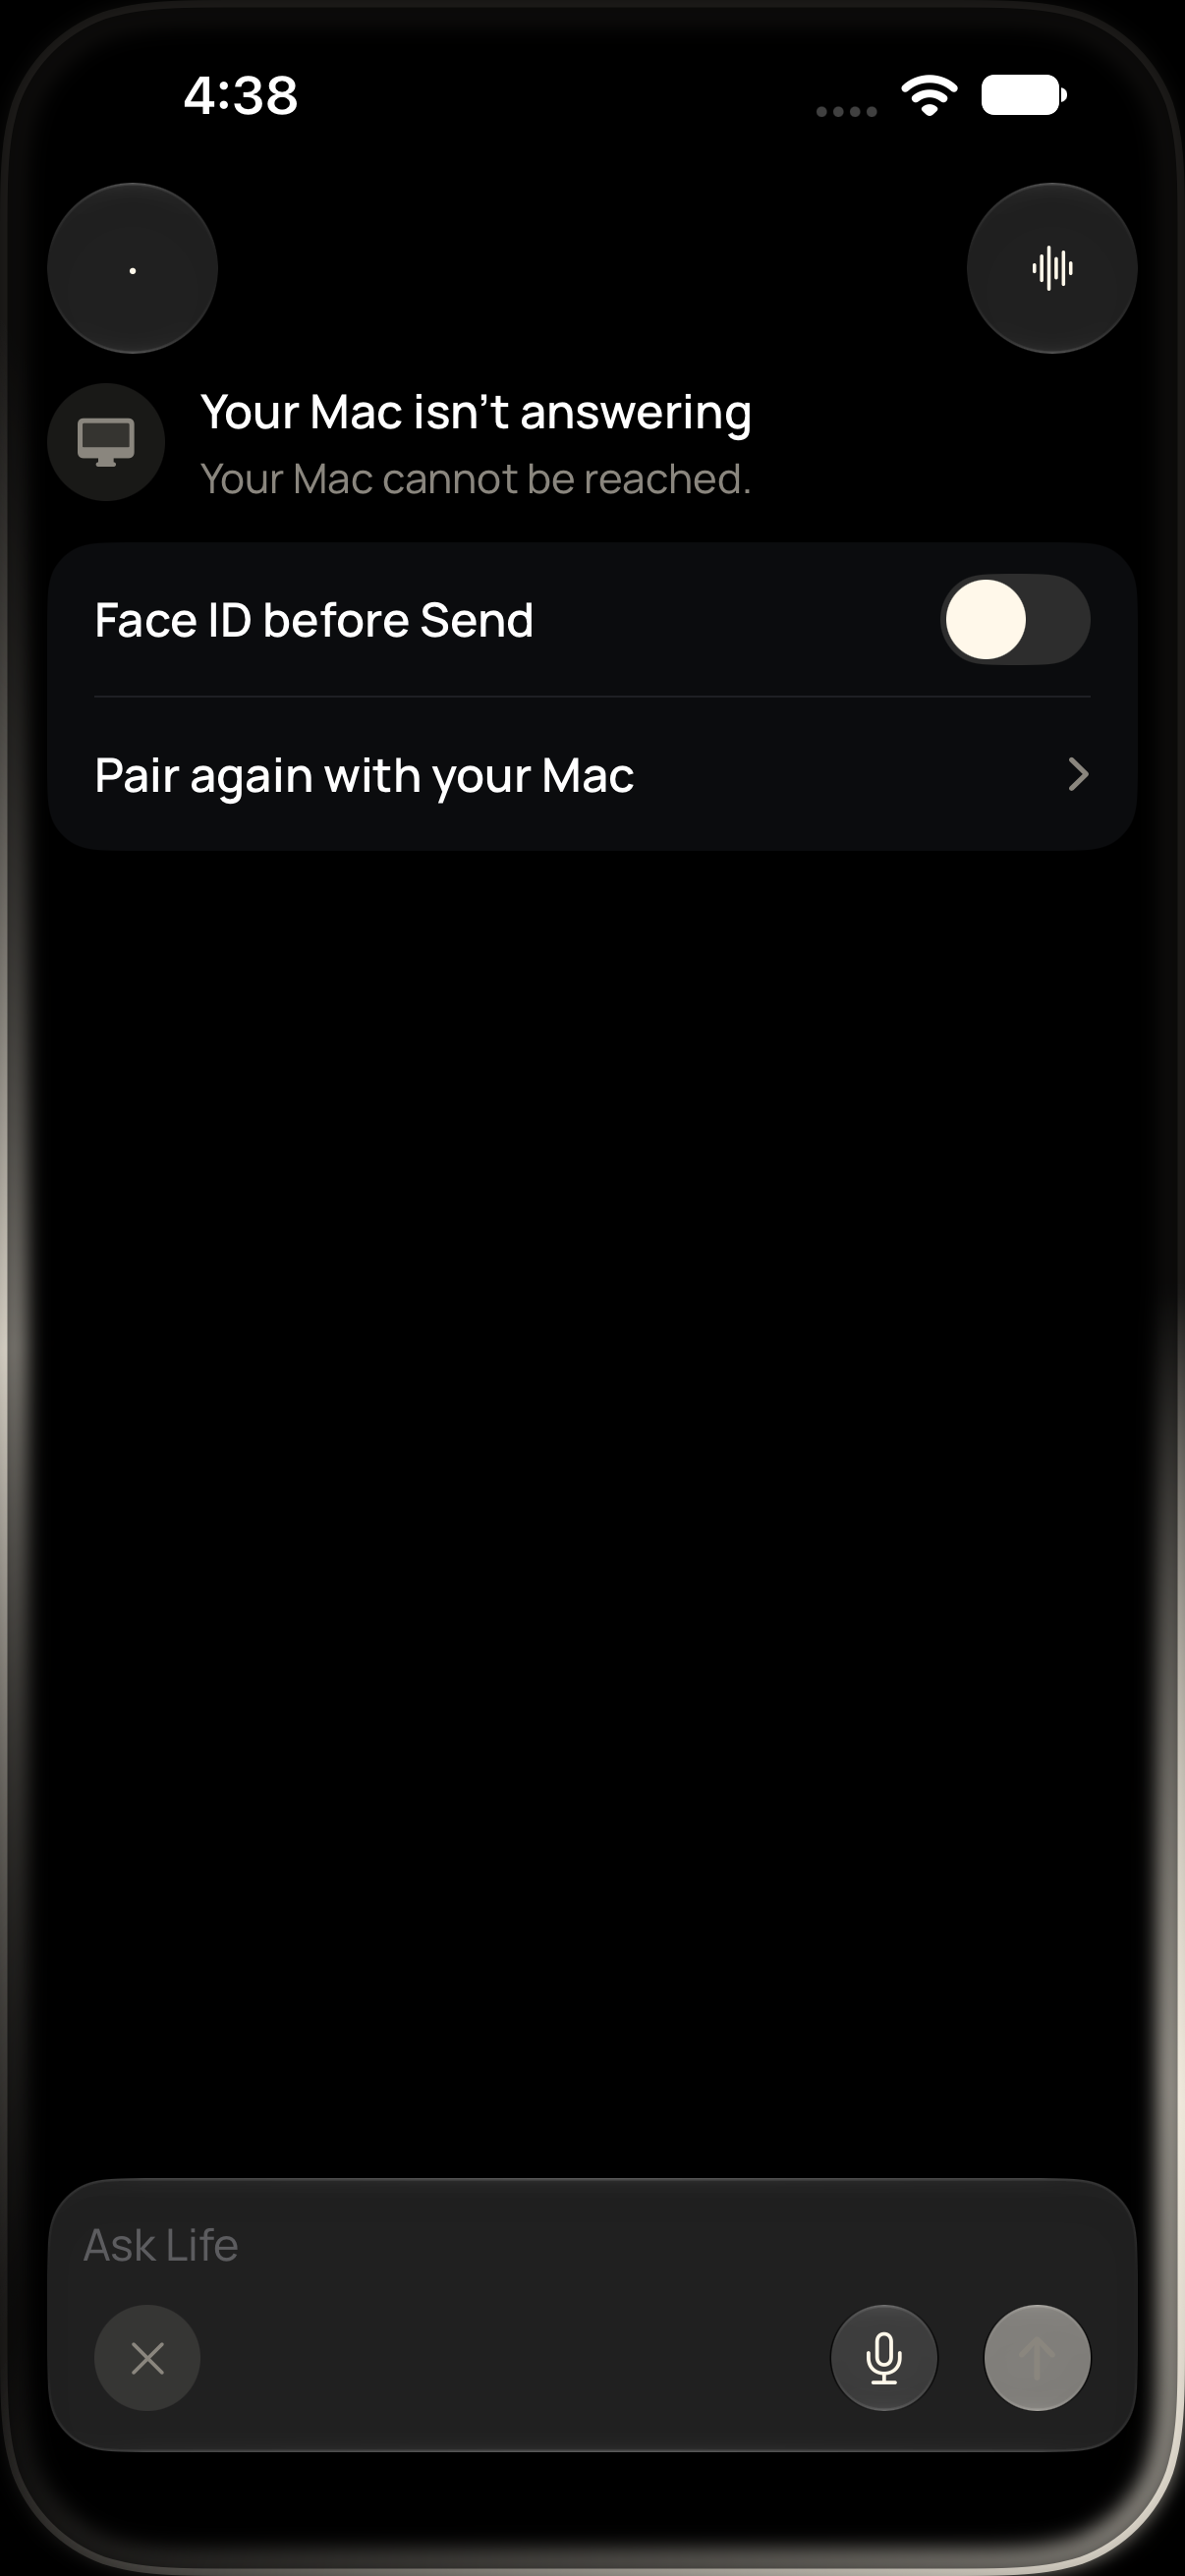 4:38
Your Mac isn’t answering
Your Mac cannot be reached.
Face ID before Send
Pair again with your Mac
Ask Life